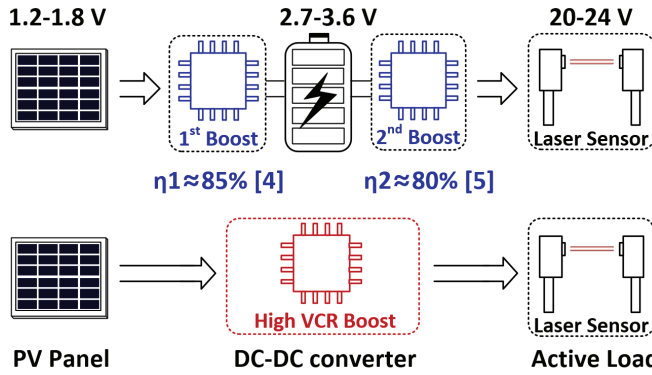 1.2-1.8 V 2.7-3.6 V 20-24 V
1st Boost 2nd Boost Laser Sensor
η1≈85% [4] η2≈80% [5]
High VCR Boost Laser Sensor
PV Panel DC-DC converter Active Load